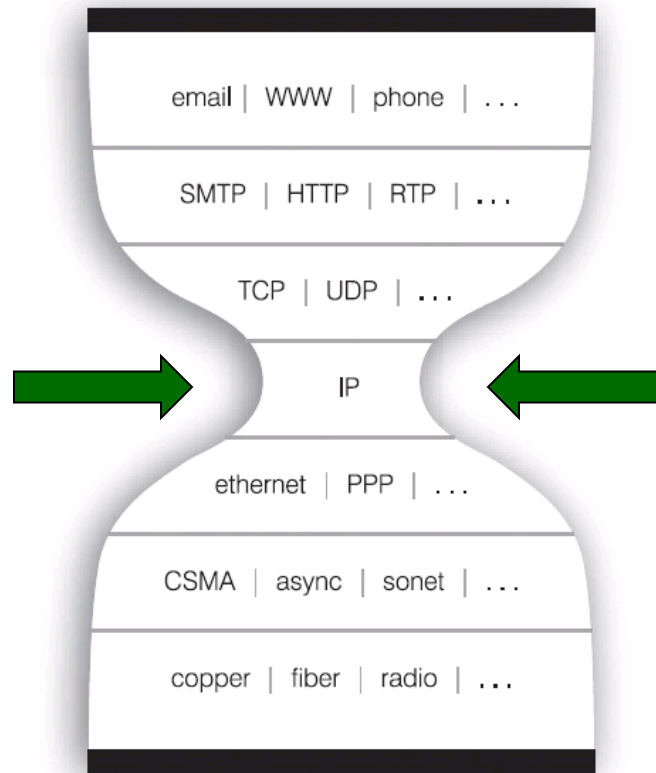 email | WWW | phone | . . .
SMTP | HTTP | RTP | . . .
TCP | UDP | . . .
IP
ethernet | PPP | . . .
CSMA | async | sonet | . . .
copper | fiber | radio | . . .